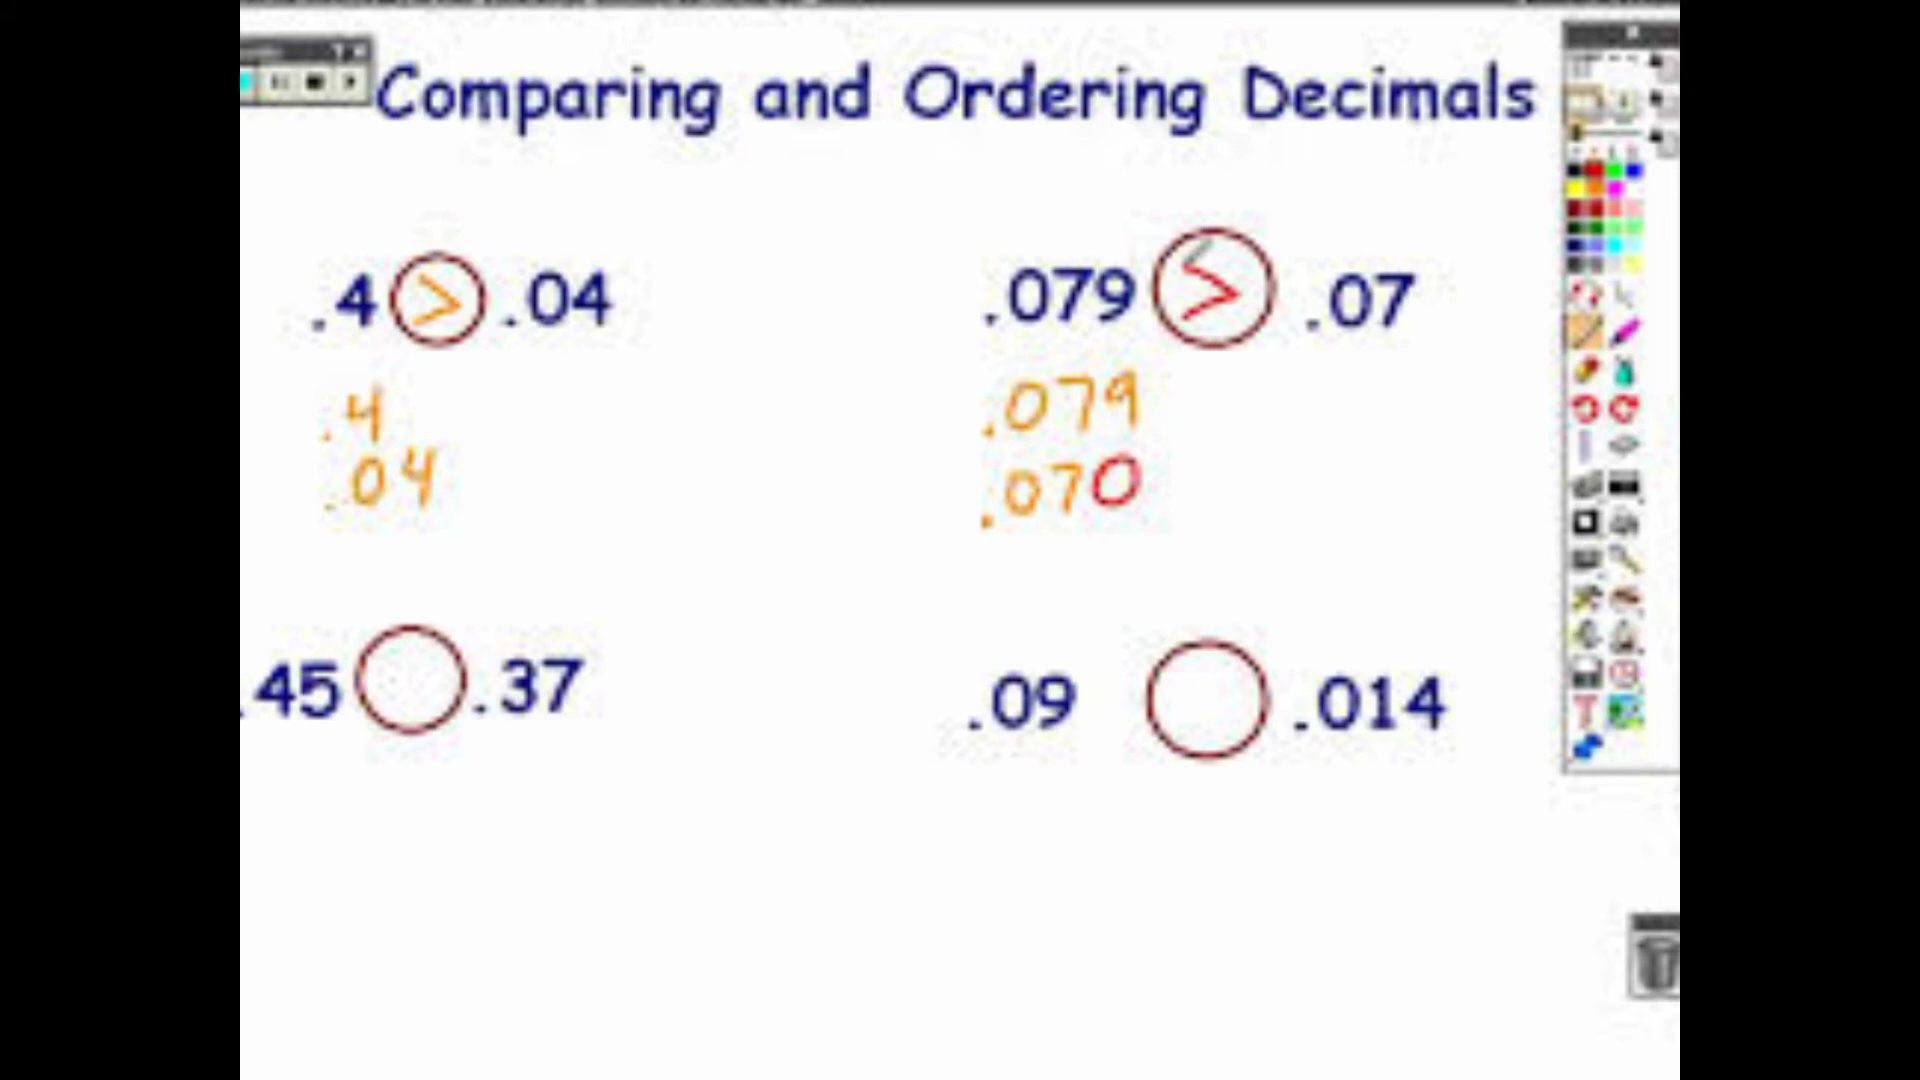 Comparing and Ordering Decimals
.4 > .04
.079 > .07
.4
.04
.079
.070
.45 .37
.09 .014